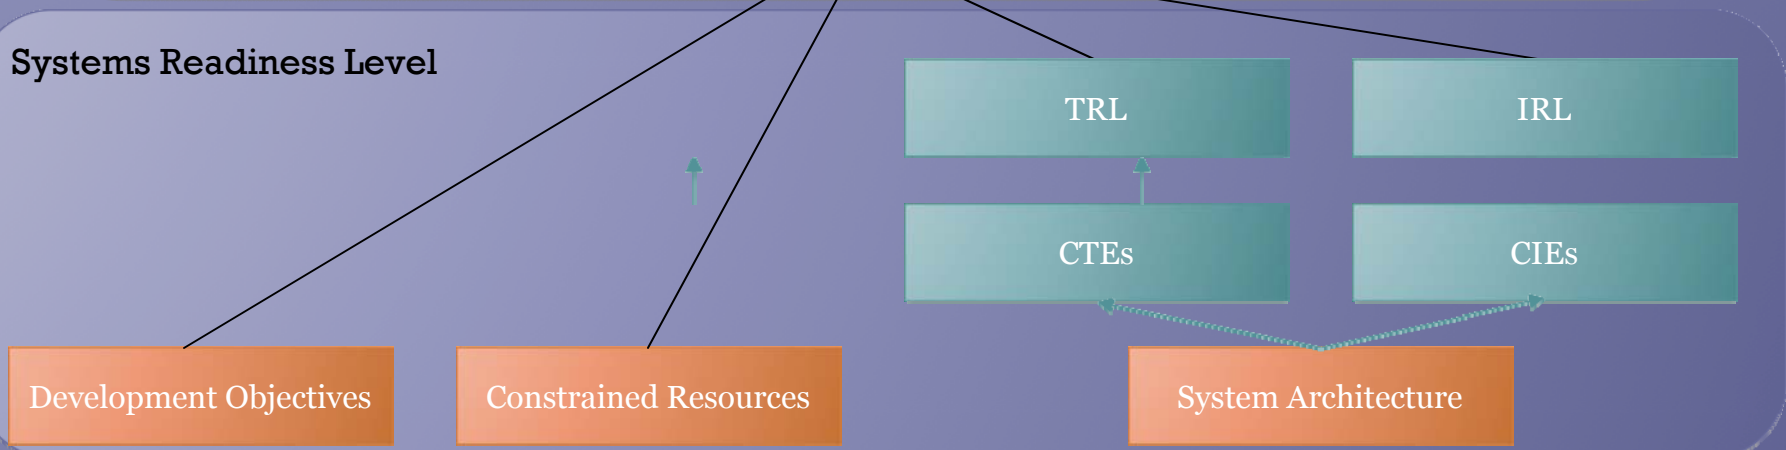 Systems Readiness Level
TRL
IRL
CTEs
CIEs
Development Objectives
Constrained Resources
System Architecture